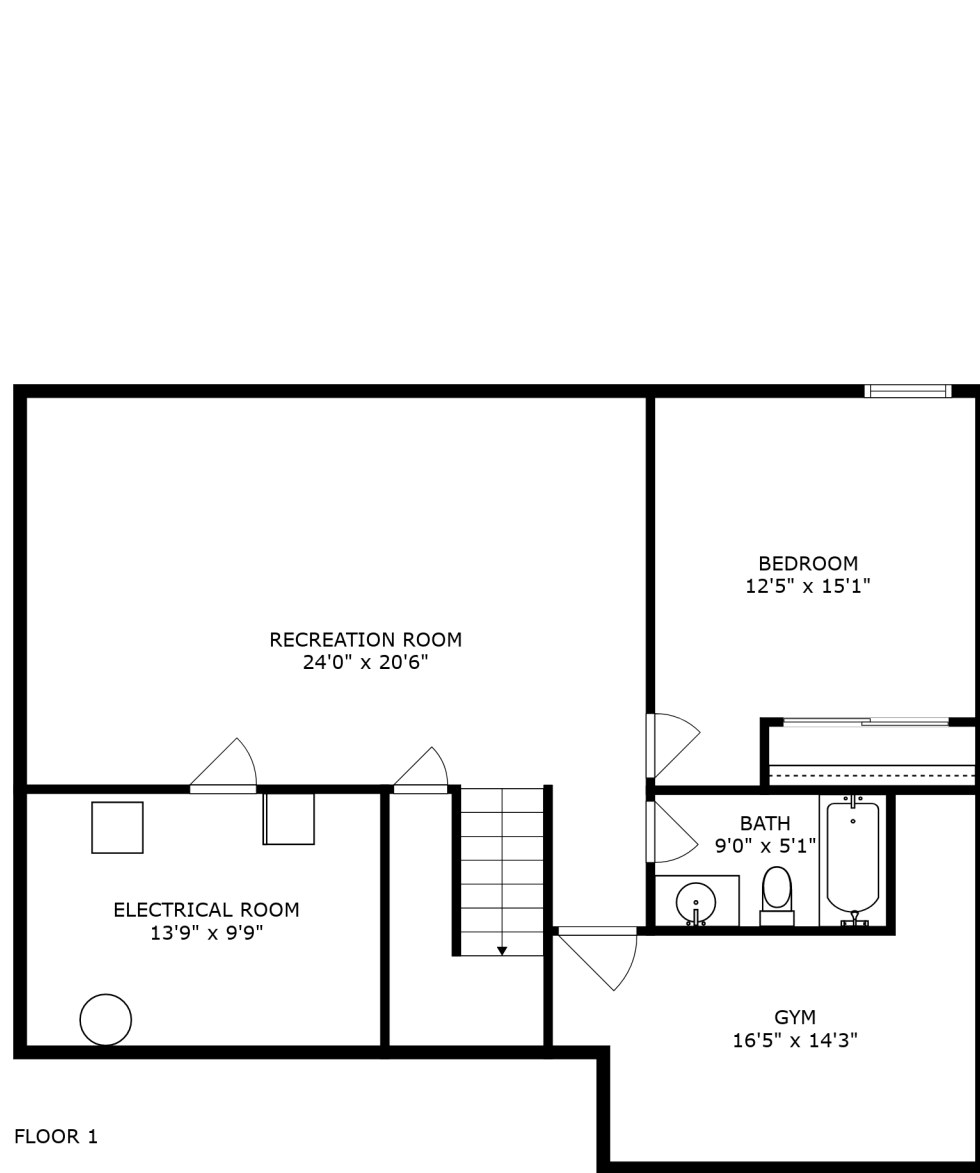 BEDROOM
12'5" x 15'1"
RECREATION ROOM
24'0" x 20'6"
BATH
9'0" x 5'1"
ELECTRICAL ROOM
13'9" x 9'9"
GYM
16'5" x 14'3"
FLOOR 1